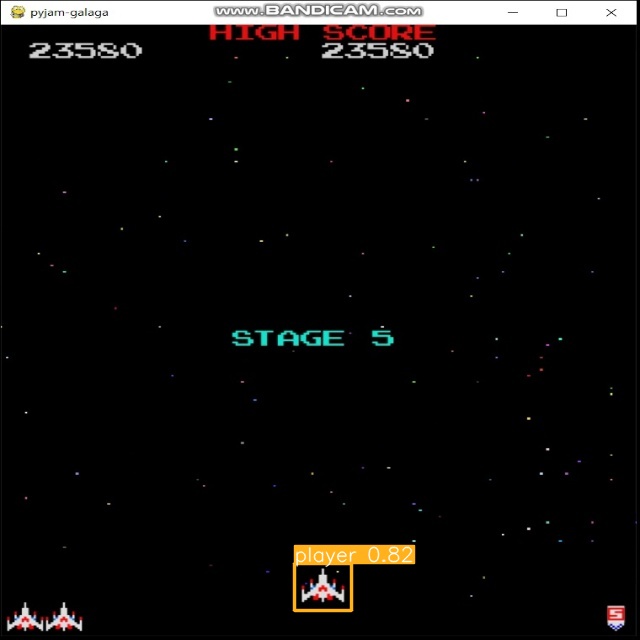 pyjam-galaga
www.BANDICAM.com
HIGH SCORE
23580 23580
STAGE 5
player 0.82
5